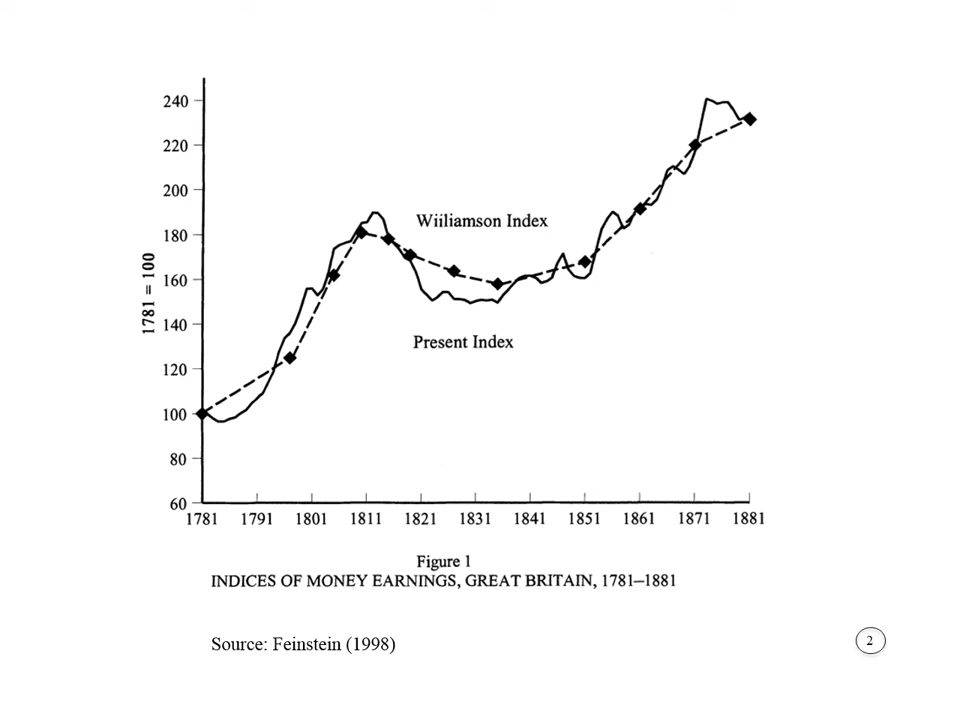 240
220
200
180
160
140
120
100
80
60
1781 = 100
Wiiliamson Index
Present Index
1781 1791 1801 1811 1821 1831 1841 1851 1861 1871 1881
Figure 1
INDICES OF MONEY EARNINGS, GREAT BRITAIN, 1781–1881
Source: Feinstein (1998)
2